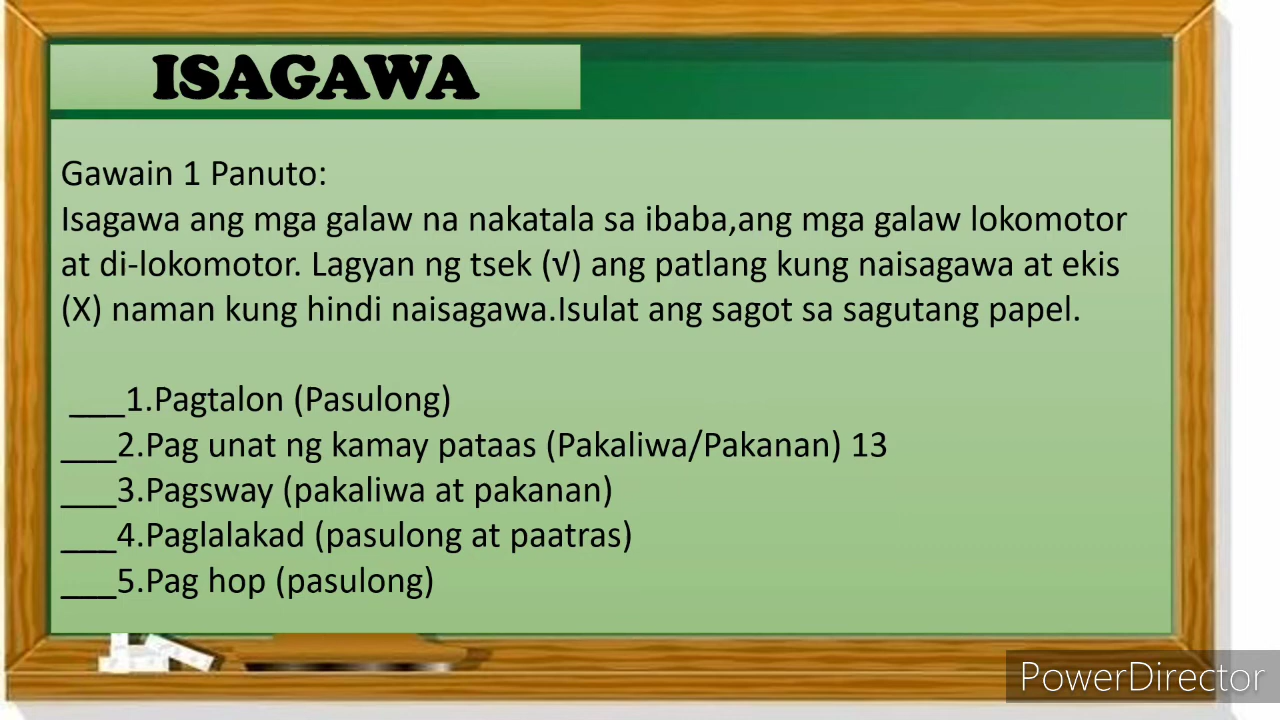 ISAGAWA
Gawain 1 Panuto:
Isagawa ang mga galaw na nakatala sa ibaba,ang mga galaw lokomotor
at di-lokomotor. Lagyan ng tsek (√) ang patlang kung naisagawa at ekis
(X) naman kung hindi naisagawa.Isulat ang sagot sa sagutang papel.
___1.Pagtalon (Pasulong)
___2.Pag unat ng kamay pataas (Pakaliwa/Pakanan) 13
___3.Pagsway (pakaliwa at pakanan)
___4.Paglalakad (pasulong at paatras)
___5.Pag hop (pasulong)
PowerDirector